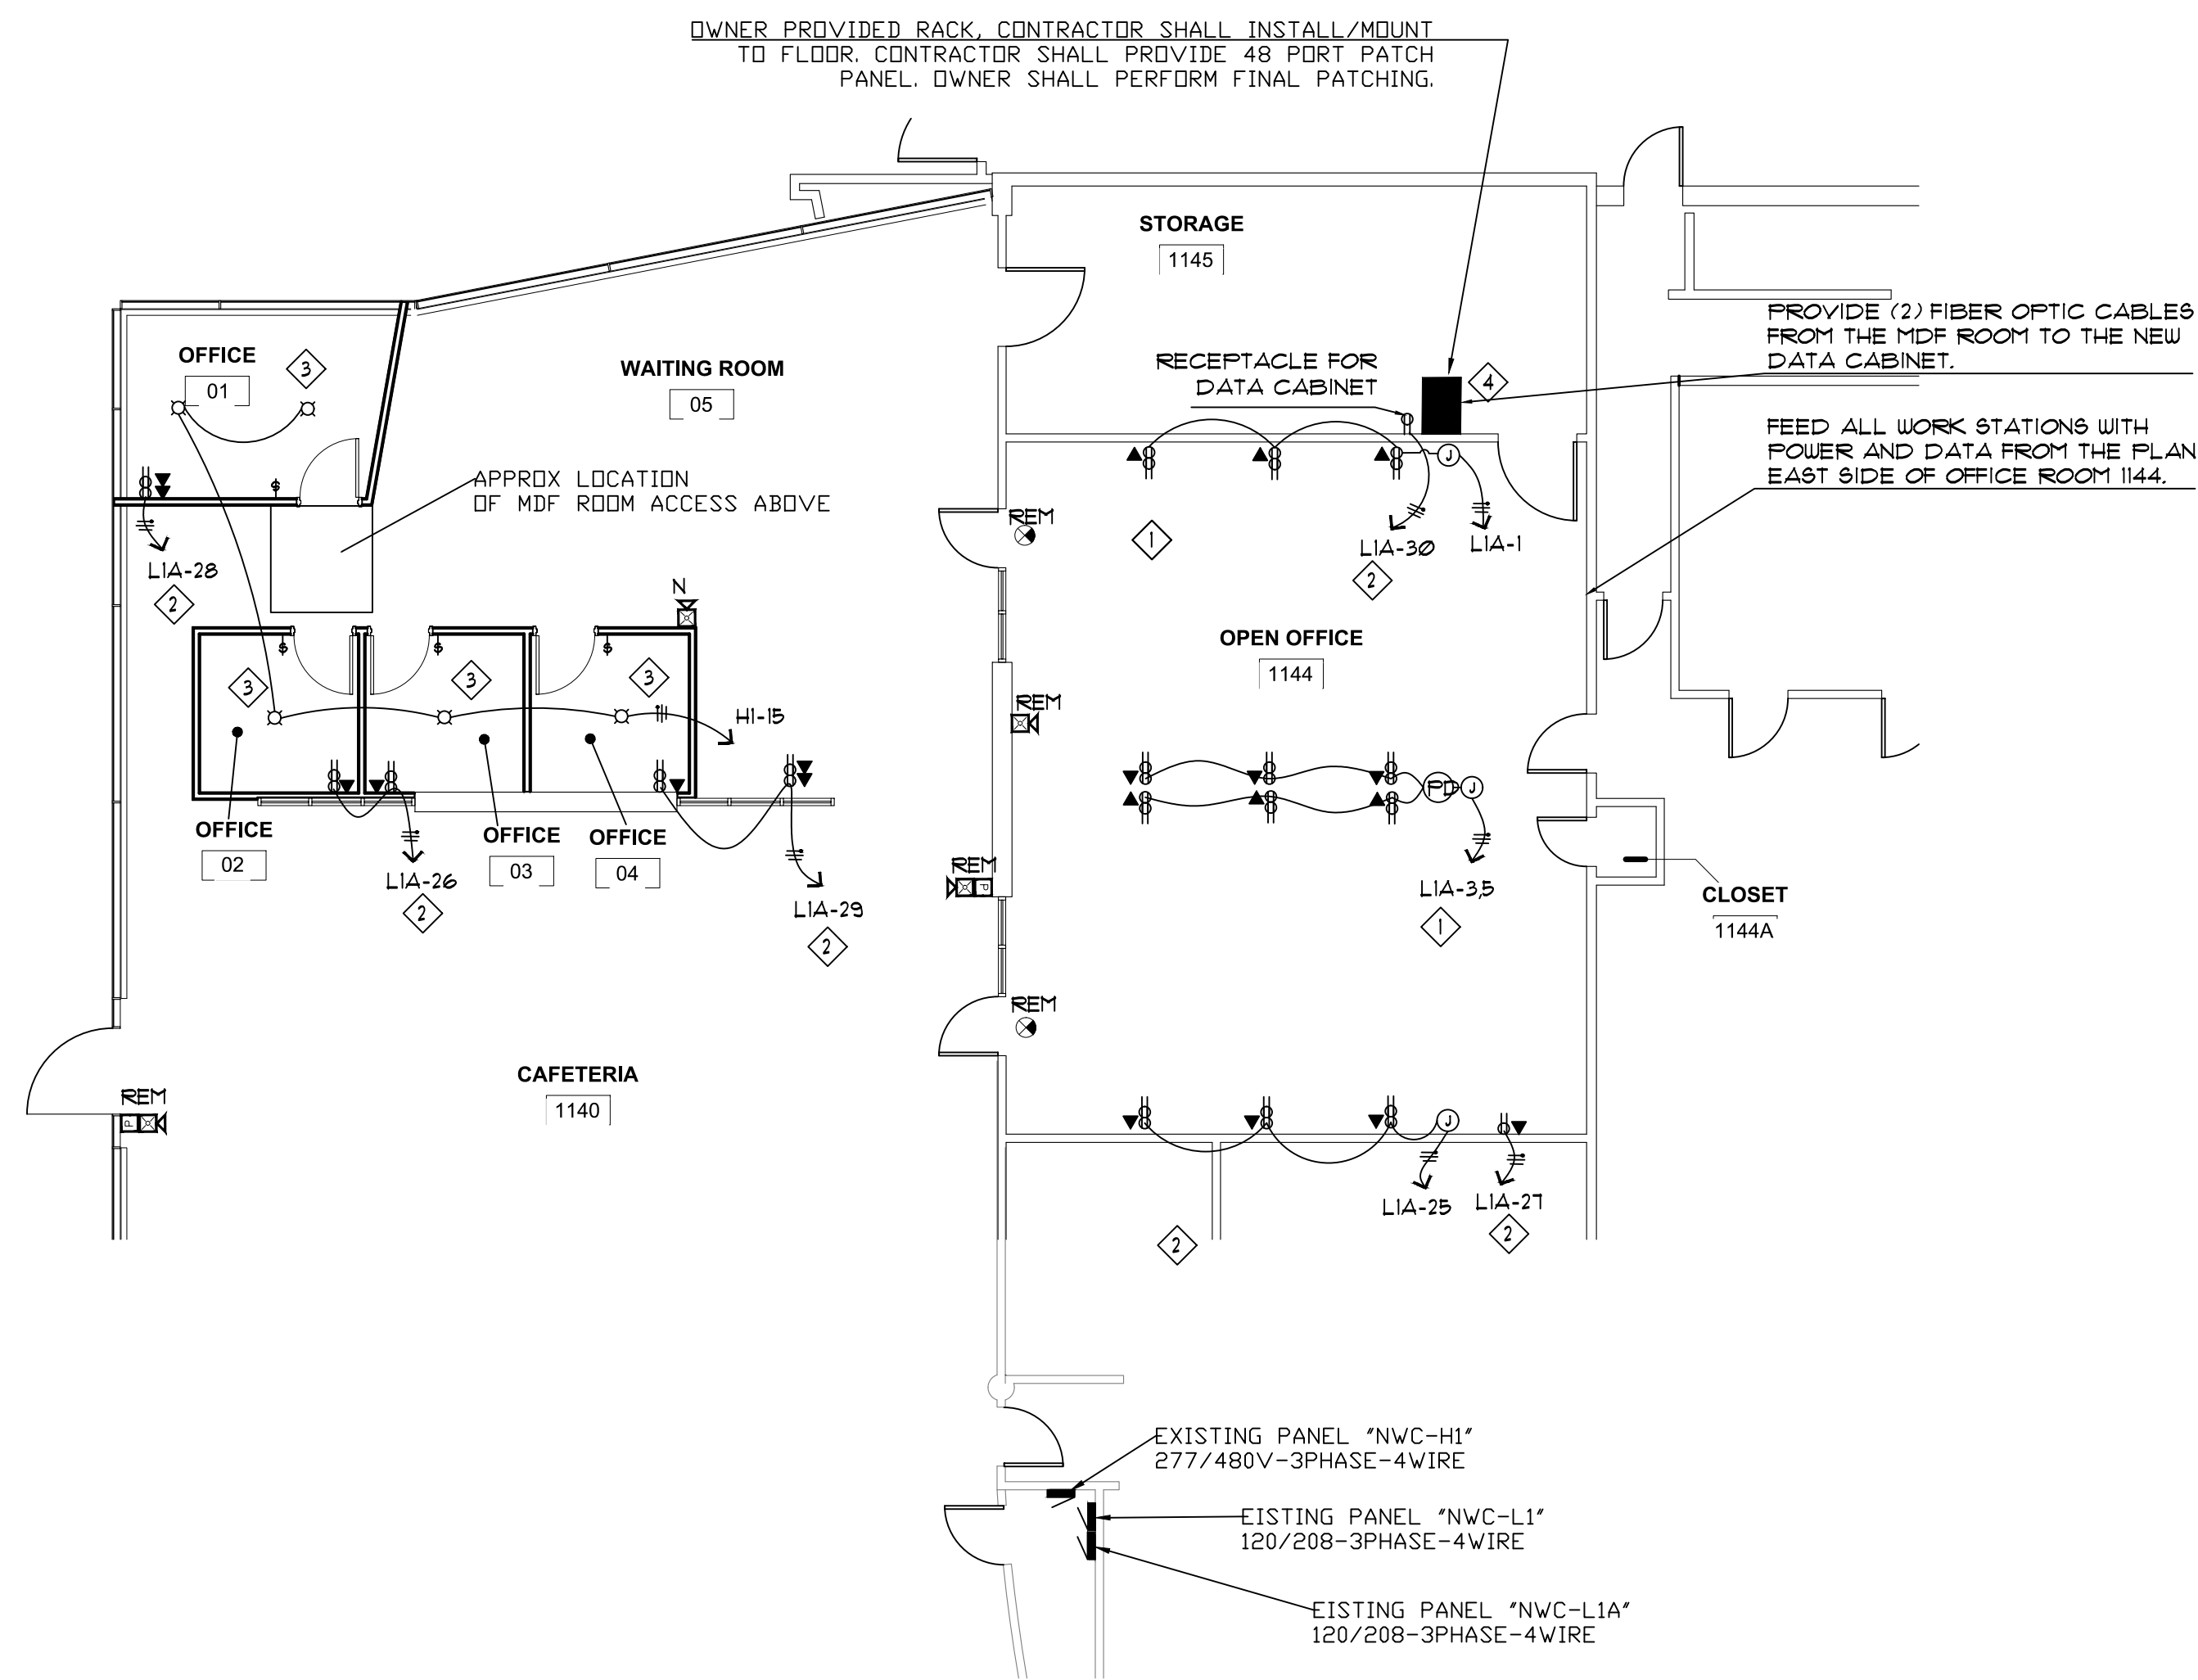 OWNER PROVIDED RACK, CONTRACTOR SHALL INSTALL/MOUNT
TO FLOOR. CONTRACTOR SHALL PROVIDE 48 PORT PATCH
PANEL. OWNER SHALL PERFORM FINAL PATCHING.
STORAGE
1145
PROVIDE (2) FIBER OPTIC CABLES
FROM THE MDF ROOM TO THE NEW
DATA CABINET.
RECEPTACLE FOR
DATA CABINET
4
FEED ALL WORK STATIONS WITH
POWER AND DATA FROM THE PLAN
EAST SIDE OF OFFICE ROOM 1144.
OFFICE
01
3
WAITING ROOM
05
APPROX LOCATION
OF MDF ROOM ACCESS ABOVE
$
L1A-28
2
J
REM
1
L1A-30
2
L1A-1
N
OPEN OFFICE
1144
$
$
$
3
3
3
H1-15
REM
OFFICE
02
OFFICE
03
OFFICE
04
L1A-26
2
L1A-29
2
PD
J
L1A-3,5
1
REM
P
CLOSET
1144A
REM
CAFETERIA
1140
REM
P
J
L1A-25
L1A-27
2
2
EXISTING PANEL "NWC-H1"
277/480V-3PHASE-4WIRE
EISTING PANEL "NWC-L1"
120/208-3PHASE-4WIRE
EISTING PANEL "NWC-L1A"
120/208-3PHASE-4WIRE